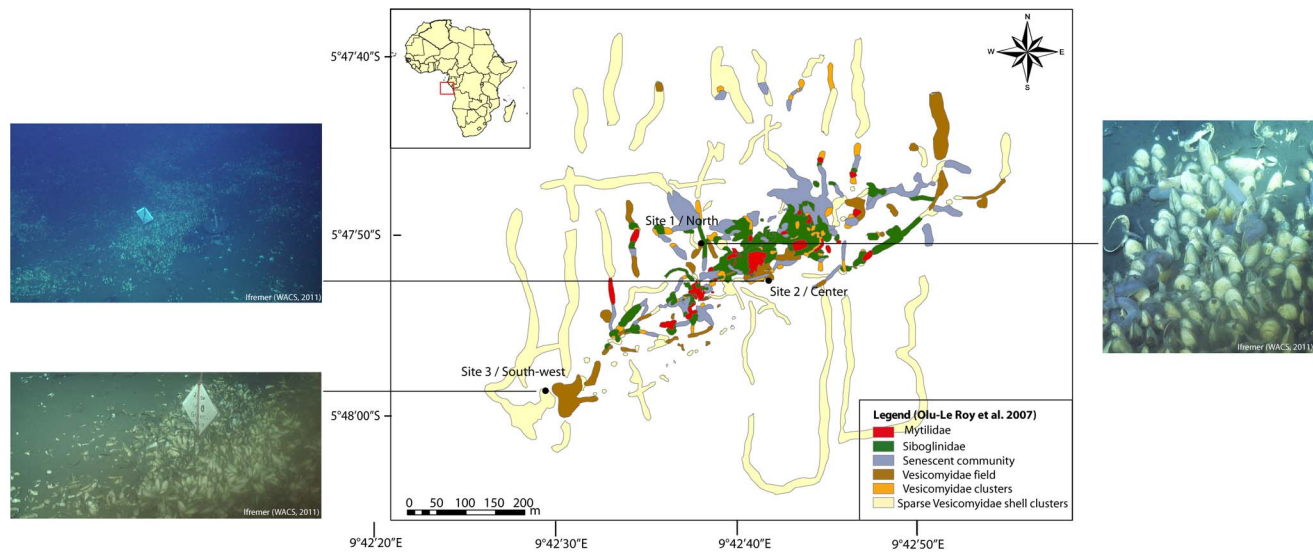 N
W
E
S
5°47'40"S
5°47'50"S
5°48'00"S
Site 1 / North
Site 2 / Center
Site 3 / South-west
Ifremer (WACS, 2011)
Ifremer (WACS, 2011)
Ifremer (WACS, 2011)
Legend (Olu-Le Roy et al. 2007)
Mytilidae
Siboglinidae
Senescent community
Vesicomyidae field
Vesicomyidae clusters
Sparse Vesicomyidae shell clusters
0 50 100 150 200
m
9°42'20"E
9°42'30"E
9°42'40"E
9°42'50"E